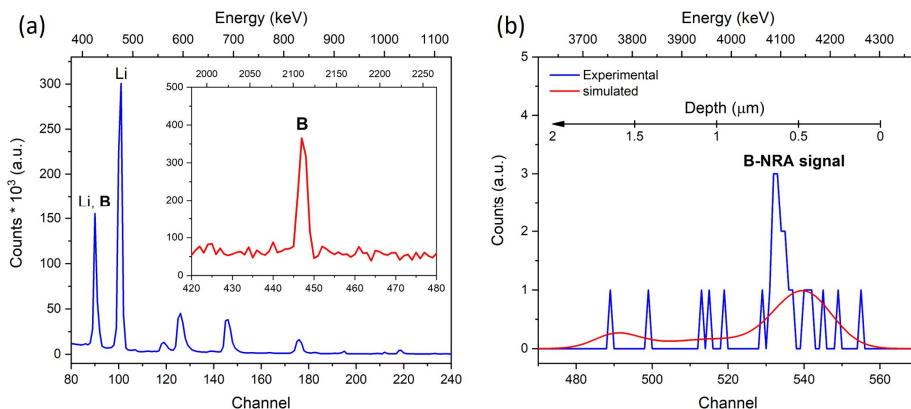 (a)
Energy (keV)
400 500 600 700 800 900 1000 1100
Counts * 10³ (a.u.)
300
250
200
150
100
50
0
Li
Li, B
2000 2050 2100 2150 2200 2250
500
400
300
200
100
0
B
420 430 440 450 460 470 480
80 100 120 140 160 180 200 220 240
Channel
(b)
Energy (keV)
3700 3800 3900 4000 4100 4200 4300
Counts (a.u.)
5
4
3
2
1
0
Experimental
simulated
Depth (μm)
2 1.5 1 0.5 0
B-NRA signal
480 500 520 540 560
Channel